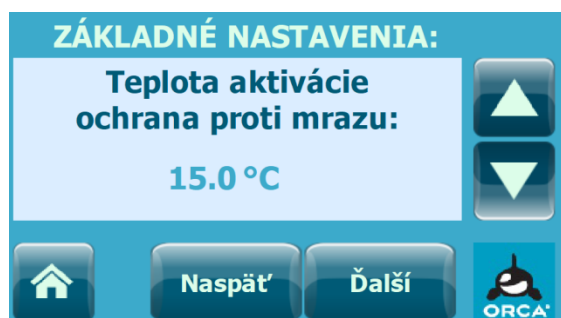 ZÁKLADNÉ NASTAVENIA:
Teplota aktivácie
ochrana proti mrazu:
15.0 °C
Naspäť
Ďalší
ORCA